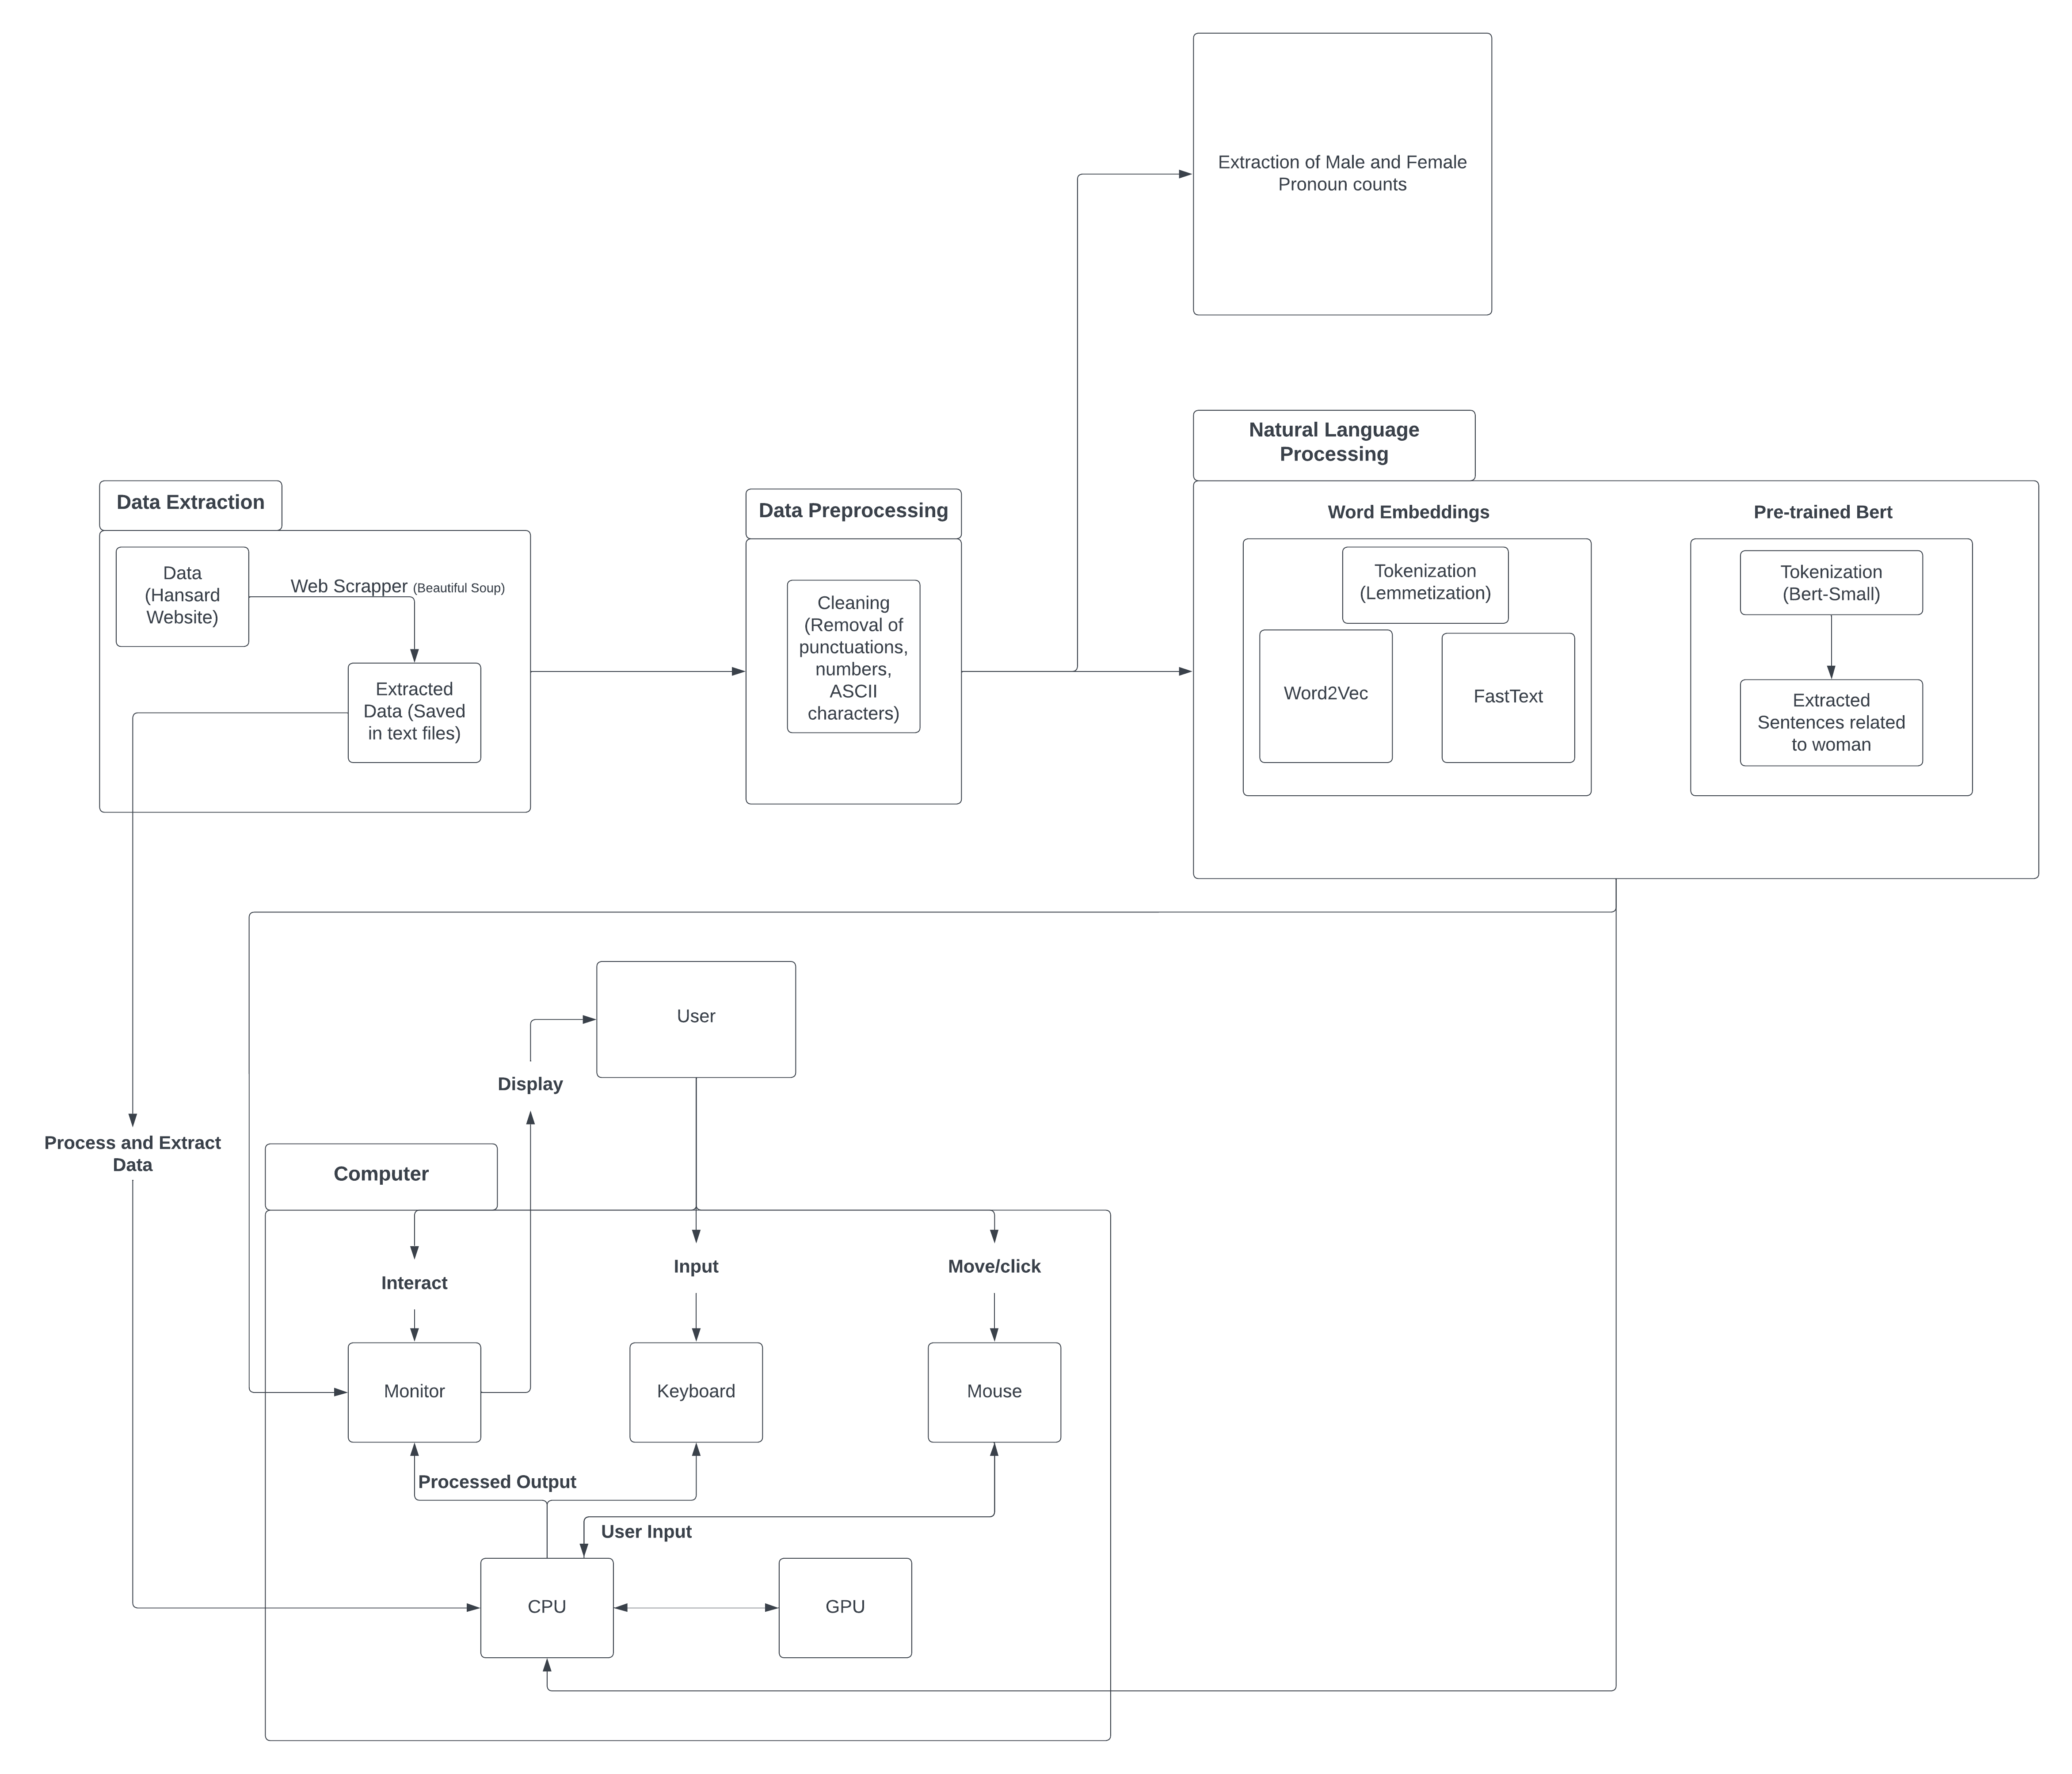 Extraction of Male and Female
Pronoun counts
Natural Language
Processing
Data Extraction
Data Preprocessing
Word Embeddings
Pre-trained Bert
Data
(Hansard
Website)
Web Scrapper (Beautiful Soup)
Extracted
Data (Saved
in text files)
Cleaning
(Removal of
punctuations,
numbers,
ASCII
characters)
Tokenization
(Lemmetization)
Word2Vec
FastText
Tokenization
(Bert-Small)
Extracted
Sentences related
to woman
User
Display
Process and Extract
Data
Computer
Interact
Input
Move/click
Monitor
Keyboard
Mouse
Processed Output
User Input
CPU
GPU